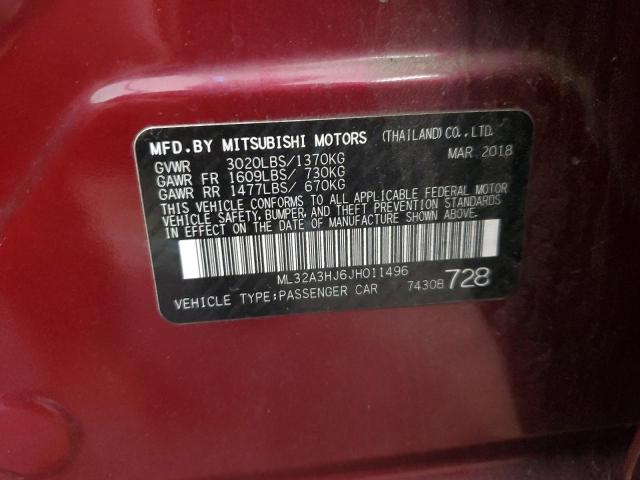 MFD.BY MITSUBISHI MOTORS (THAILAND)CO.,LTD.
GVWR 3020LBS/1370KG MAR 2018
GAWR FR 1609LBS/ 730KG
GAWR RR 1477LBS/ 670KG
THIS VEHICLE CONFORMS TO ALL APPLICABLE FEDERAL MOTOR
VEHICLE SAFETY, BUMPER, AND THEFT PREVENTION STANDARDS
IN EFFECT ON THE DATE OF MANUFACTURE SHOWN ABOVE.
ML32A3HJ6JH011496
VEHICLE TYPE:PASSENGER CAR 7430B 728